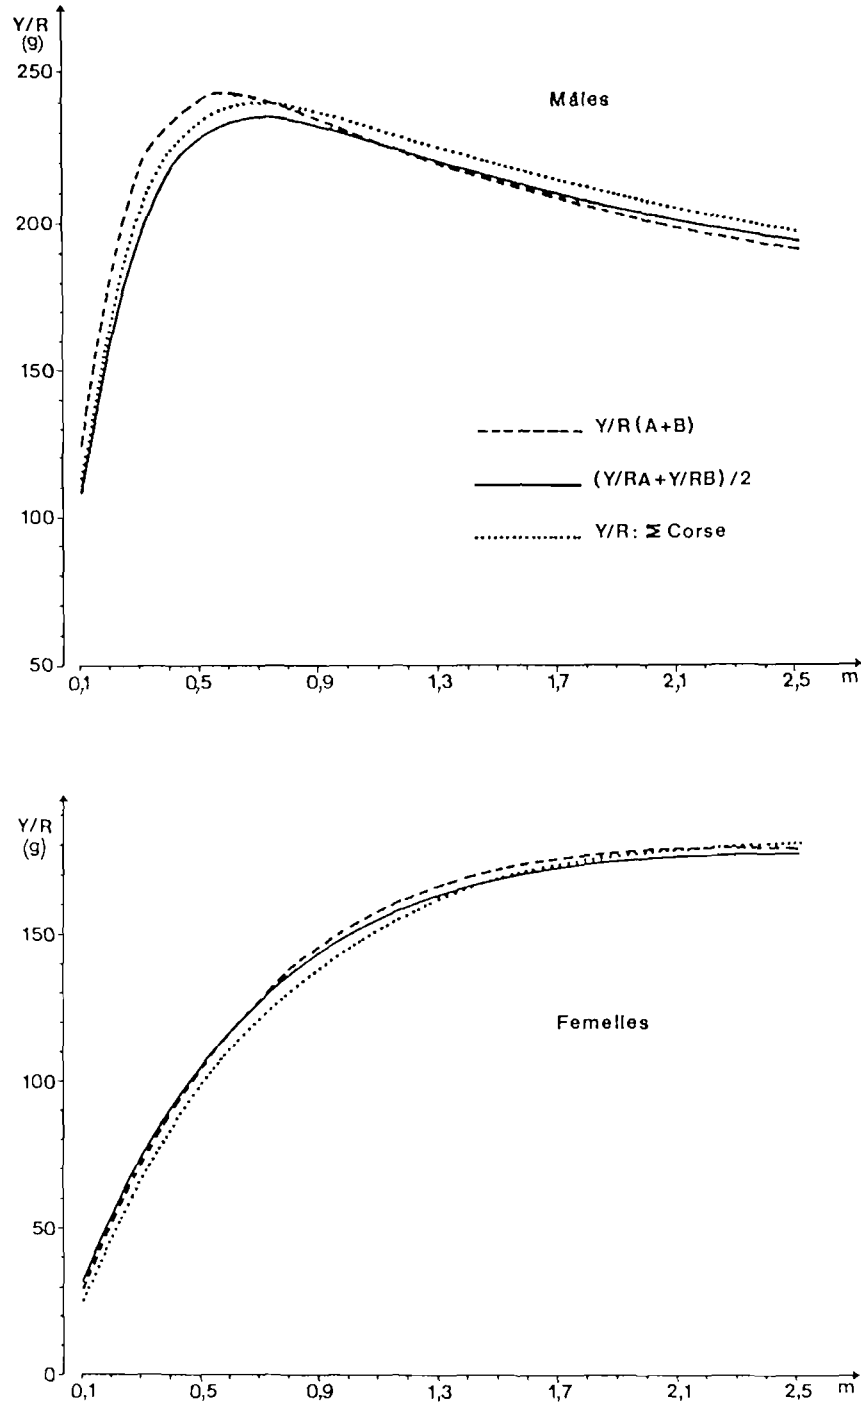 Y/R
(g)
250
Mâles
200
150
Y/R (A+B)
(Y/RA+Y/RB)/2
100
Y/R: Σ Corse
50
0,1 0,5 0,9 1,3 1,7 2,1 2,5 m
Y/R
(g)
150
Femelles
100
50
0
0,1 0,5 0,9 1,3 1,7 2,1 2,5 m